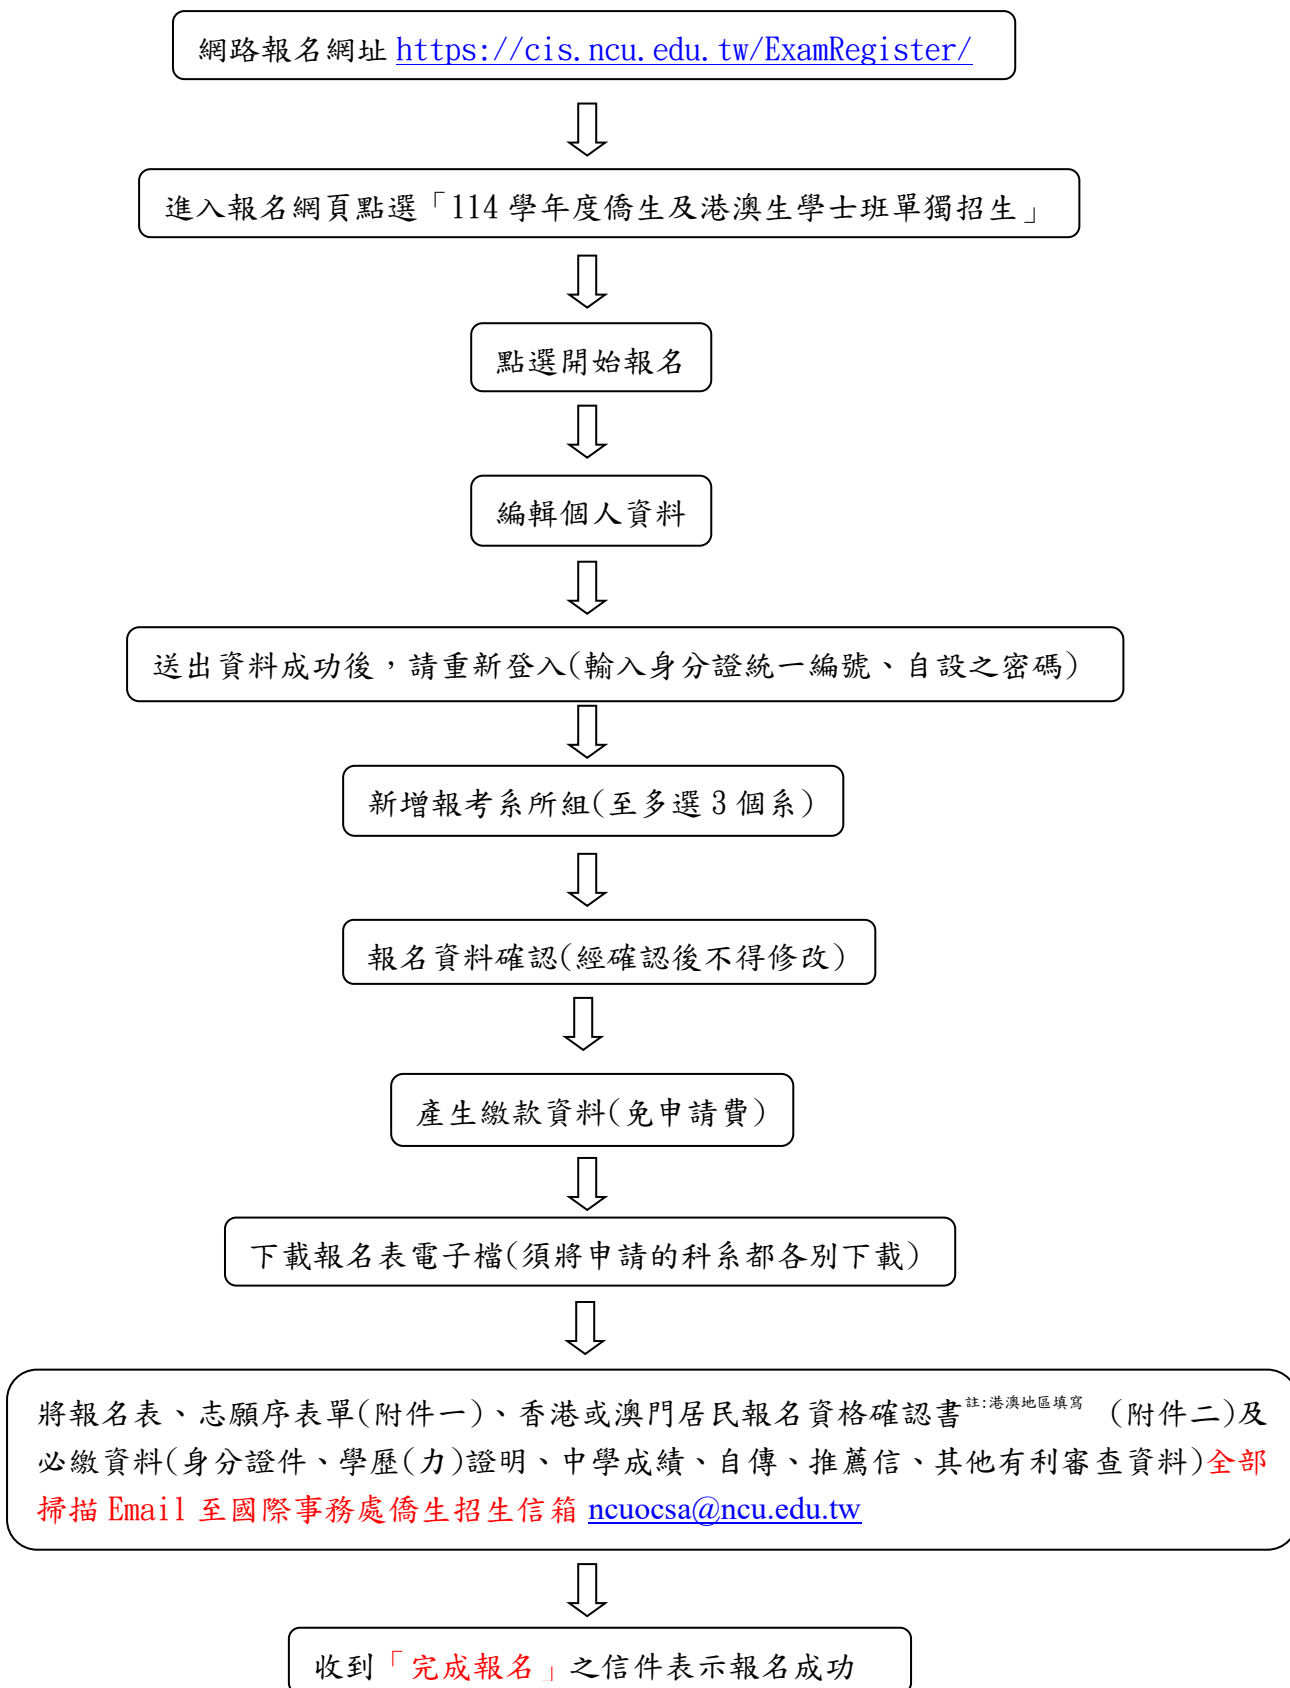 網路報名網址 https://cis.ncu.edu.tw/ExamRegister/
進入報名網頁點選「114 學年度僑生及港澳生學士班單獨招生」
點選開始報名
編輯個人資料
送出資料成功後，請重新登入(輸入身分證統一編號、自設之密碼)
新增報考系所組(至多選 3 個系)
報名資料確認(經確認後不得修改)
產生繳款資料(免申請費)
下載報名表電子檔(須將申請的科系都各別下載)
將報名表、志願序表單(附件一)、香港或澳門居民報名資格確認書註:港澳地區填寫 (附件二)及
必繳資料(身分證件、學歷(力)證明、中學成績、自傳、推薦信、其他有利審查資料)全部
掃描 Email 至國際事務處僑生招生信箱 ncuocsa@ncu.edu.tw
收到「完成報名」之信件表示報名成功